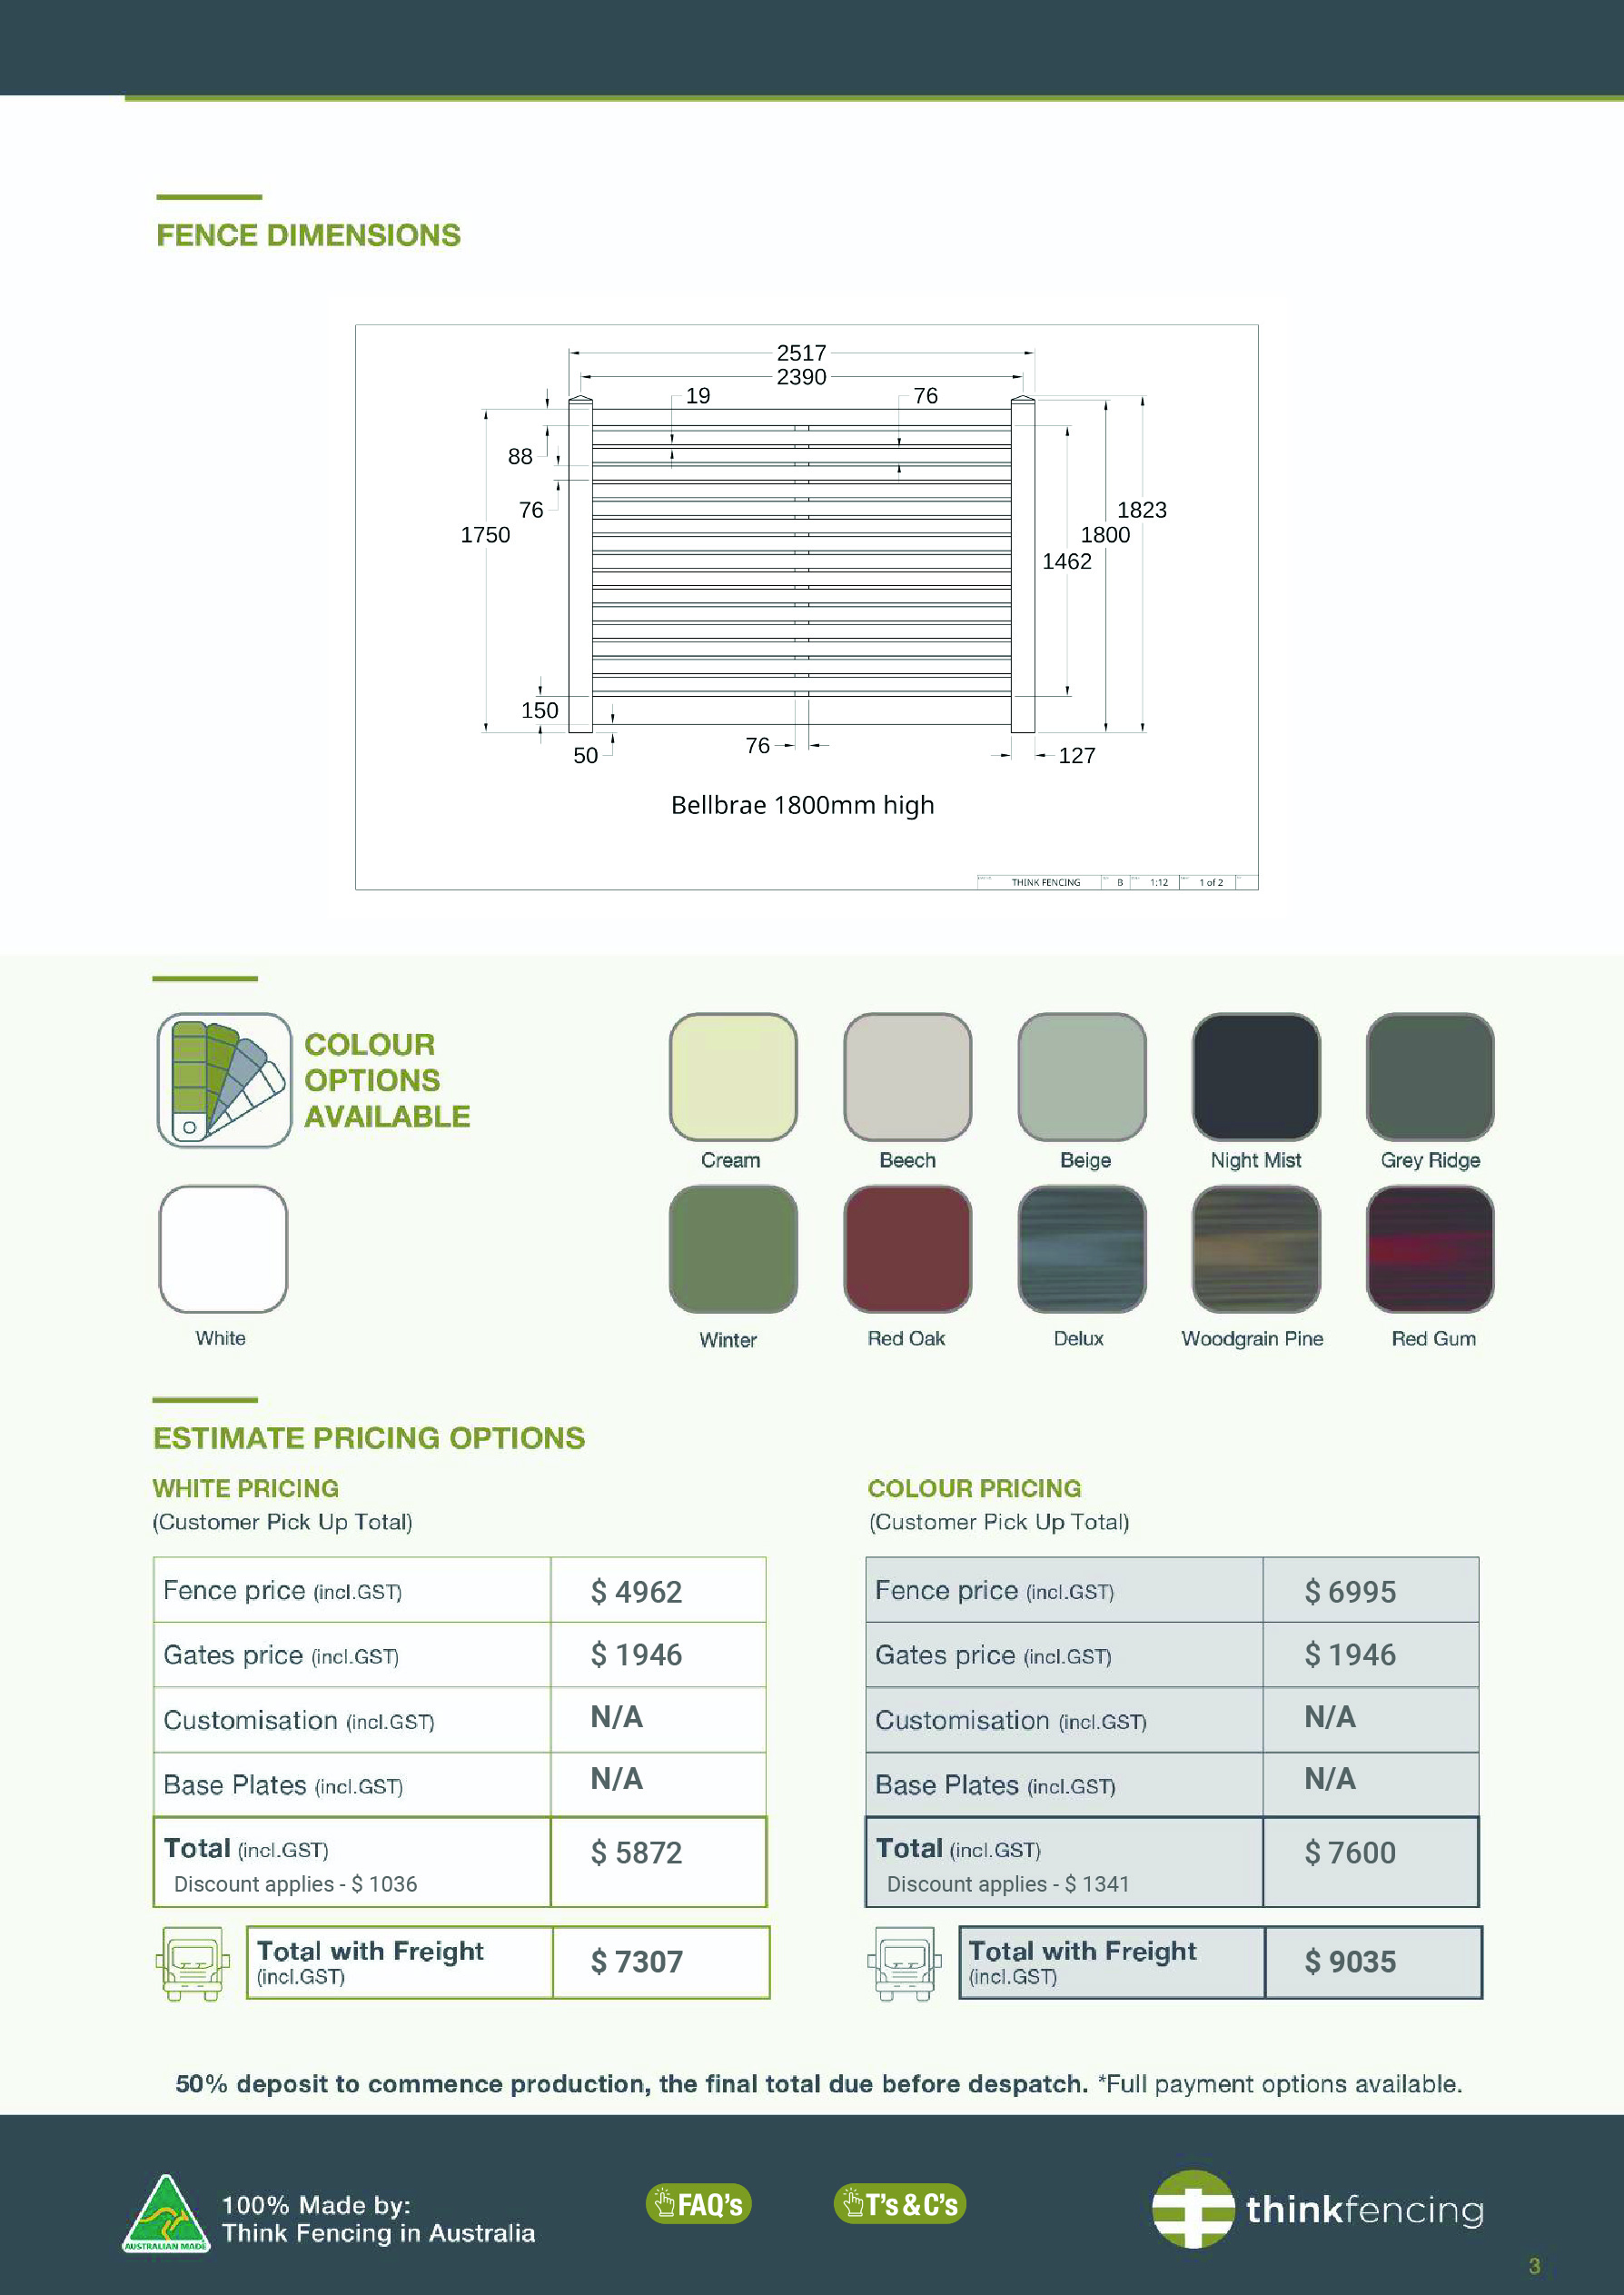 FENCE DIMENSIONS
2517
2390
19
76
88
76
1750
1823
1800
1462
150
50
76
127
Bellbrae 1800mm high
THINK FENCING
B
1:12
1 of 2
COLOUR
OPTIONS
AVAILABLE
Cream
Beech
Beige
Night Mist
Grey Ridge
White
Winter
Red Oak
Delux
Woodgrain Pine
Red Gum
ESTIMATE PRICING OPTIONS
WHITE PRICING
(Customer Pick Up Total)
Fence price (incl.GST) $ 4962
Gates price (incl.GST) $ 1946
Customisation (incl.GST) N/A
Base Plates (incl.GST) N/A
Total (incl.GST) $ 5872
Discount applies - $ 1036
Total with Freight $ 7307
(incl.GST)
COLOUR PRICING
(Customer Pick Up Total)
Fence price (incl.GST) $ 6995
Gates price (incl.GST) $ 1946
Customisation (incl.GST) N/A
Base Plates (incl.GST) N/A
Total (incl.GST) $ 7600
Discount applies - $ 1341
Total with Freight $ 9035
(incl.GST)
50% deposit to commence production, the final total due before despatch. *Full payment options available.
AUSTRALIAN MADE
100% Made by:
Think Fencing in Australia
FAQ's
T's & C's
thinkfencing
3